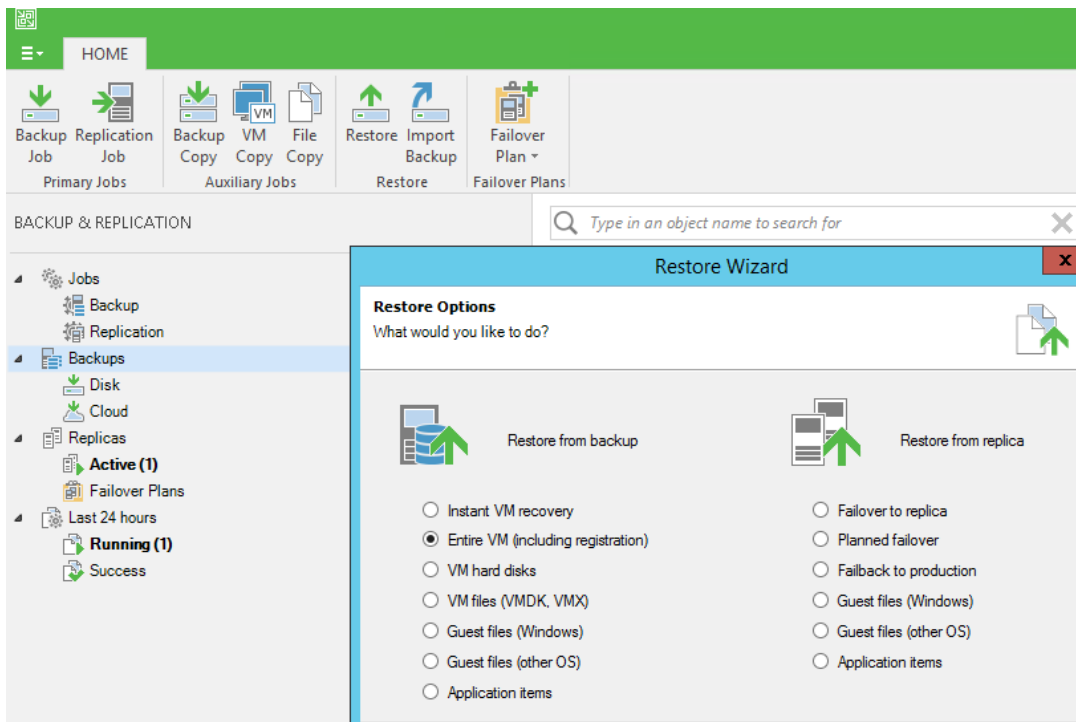 HOME
Backup Job
Replication Job
Backup Copy
VM Copy
VM
File Copy
Restore
Import Backup
Failover Plan
Primary Jobs
Auxiliary Jobs
Restore
Failover Plans
BACKUP & REPLICATION
Type in an object name to search for
Jobs
Backup
Replication
Backups
Disk
Cloud
Replicas
Active (1)
Failover Plans
Last 24 hours
Running (1)
Success
Restore Wizard
x
Restore Options
What would you like to do?
Restore from backup
Instant VM recovery
Entire VM (including registration)
VM hard disks
VM files (VMDK, VMX)
Guest files (Windows)
Guest files (other OS)
Application items
Restore from replica
Failover to replica
Planned failover
Failback to production
Guest files (Windows)
Guest files (other OS)
Application items